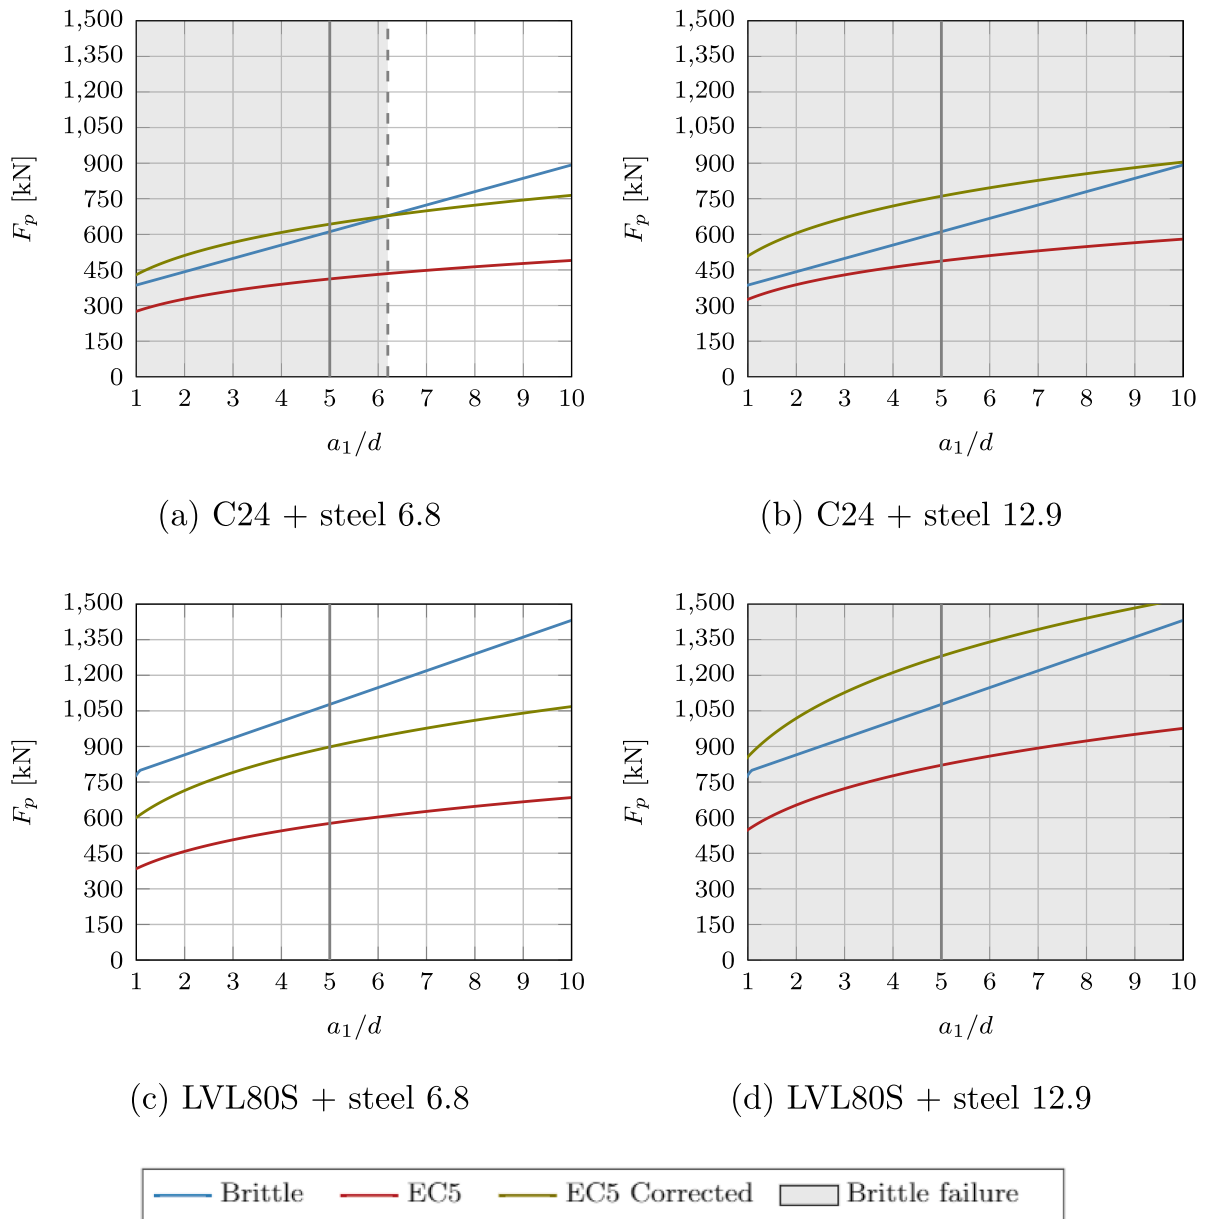 1,500
1,350
1,200
1,050
900
750
600
450
300
150
0
F_p [kN]
1 2 3 4 5 6 7 8 9 10
a_1/d
(a) C24 + steel 6.8
1,500
1,350
1,200
1,050
900
750
600
450
300
150
0
F_p [kN]
1 2 3 4 5 6 7 8 9 10
a_1/d
(b) C24 + steel 12.9
1,500
1,350
1,200
1,050
900
750
600
450
300
150
0
F_p [kN]
1 2 3 4 5 6 7 8 9 10
a_1/d
(c) LVL80S + steel 6.8
1,500
1,350
1,200
1,050
900
750
600
450
300
150
0
F_p [kN]
1 2 3 4 5 6 7 8 9 10
a_1/d
(d) LVL80S + steel 12.9
Brittle EC5 EC5 Corrected Brittle failure